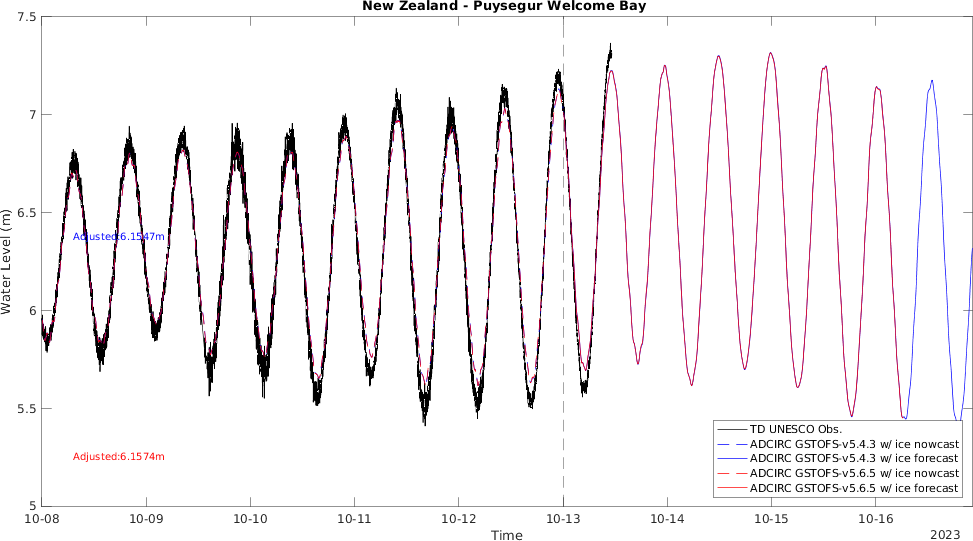 New Zealand - Puysegur Welcome Bay
7.5
7
6.5
6
5.5
5
Water Level (m)
Adjusted:6.1547m
Adjusted:6.1574m
TD UNESCO Obs.
ADCIRC GSTOFS-v5.4.3 w/ ice nowcast
ADCIRC GSTOFS-v5.4.3 w/ ice forecast
ADCIRC GSTOFS-v5.6.5 w/ ice nowcast
ADCIRC GSTOFS-v5.6.5 w/ ice forecast
10-08 10-09 10-10 10-11 10-12 10-13 10-14 10-15 10-16
Time
2023